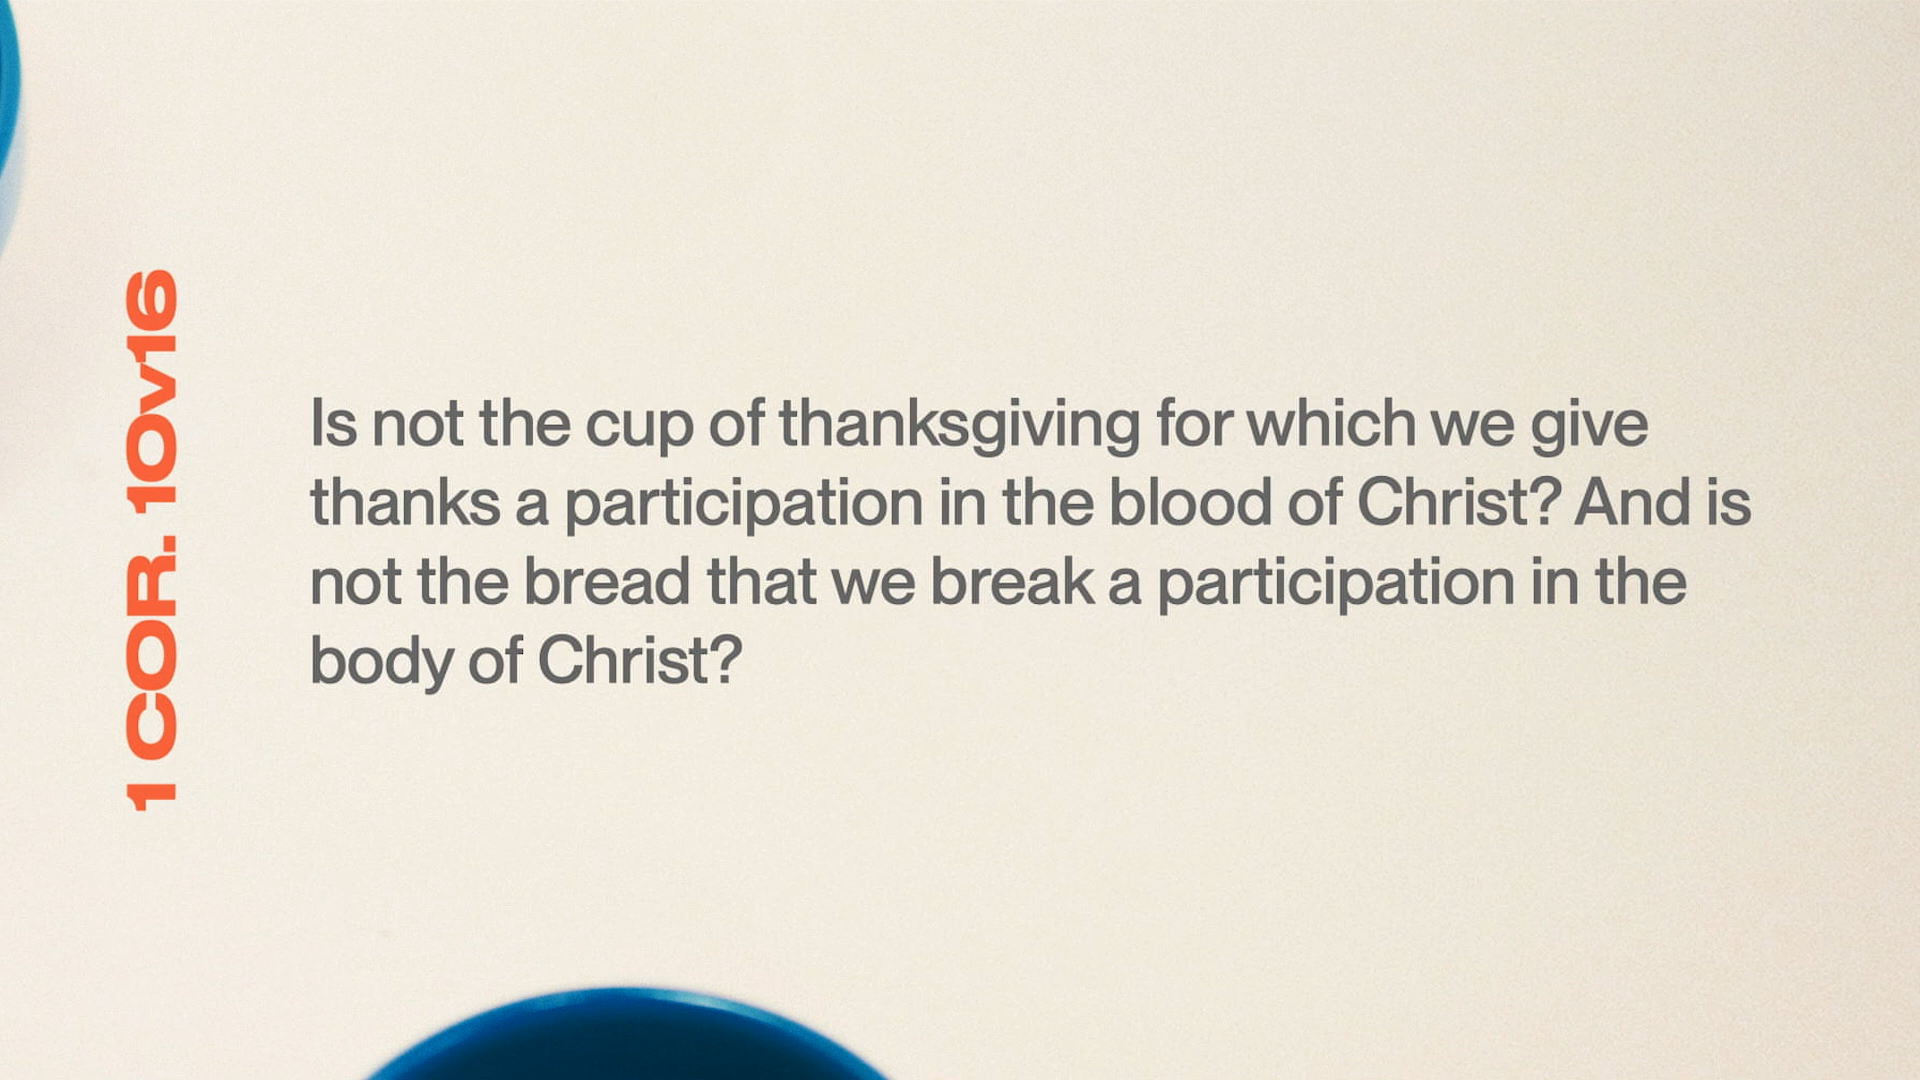 1 COR. 10v16
Is not the cup of thanksgiving for which we give
thanks a participation in the blood of Christ? And is
not the bread that we break a participation in the
body of Christ?